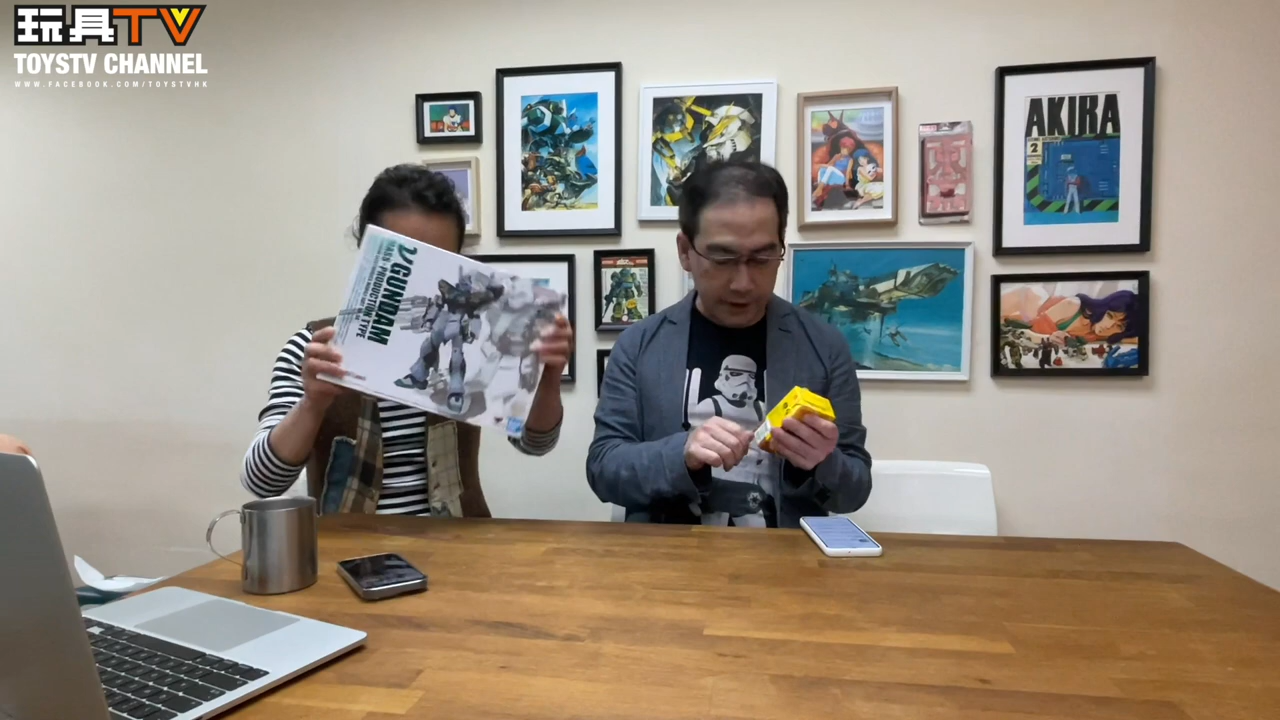 玩具TV
TOYSTV CHANNEL
WWW.FACEBOOK.COM/TOYSTVHK
νGUNDAM
MASS-PRODUCTION TYPE
AKIRA
2